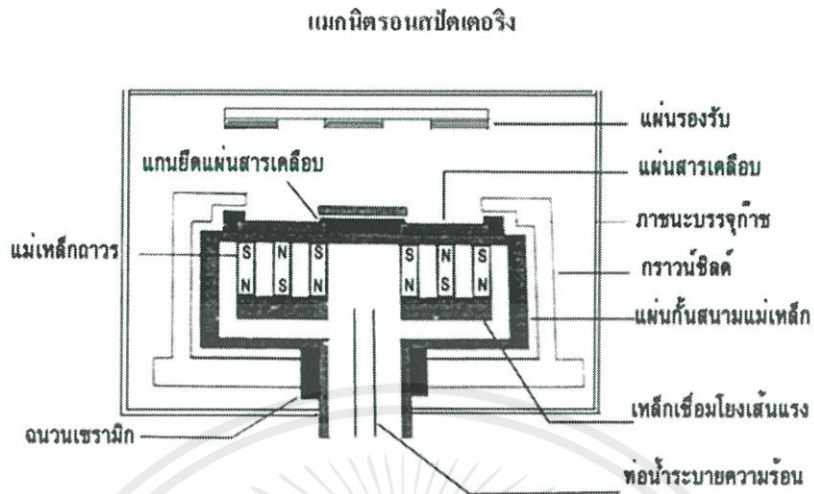 แมกนิตรอนสปัตเตอริง
แผ่นรองรับ
แกนยึดแผ่นสารเคลือบ
แผ่นสารเคลือบ
ภาชนะบรรจุก๊าซ
แม่เหล็กถาวร
กราวน์ชิลด์
แผ่นกั้นสนามแม่เหล็ก
S N S S N S
N S N N S N
เหล็กเชื่อมโยงเส้นแรง
ฉนวนเซรามิก
ท่อน้ำระบายความร้อน